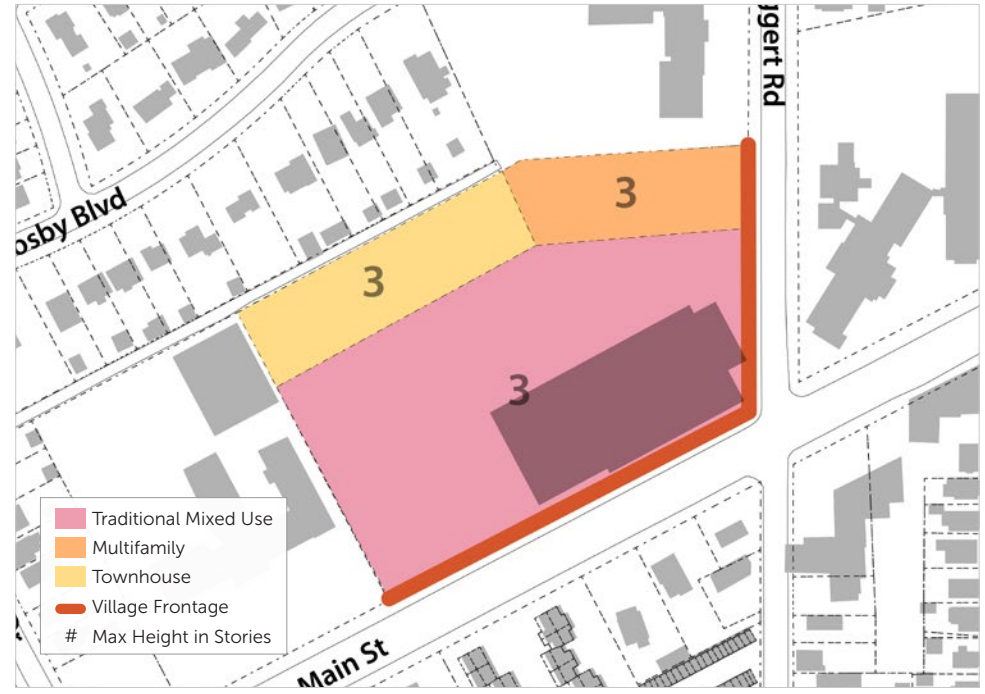 ggert Rd
osby Blvd
3
3
3
Traditional Mixed Use
Multifamily
Townhouse
Village Frontage
# Max Height in Stories
Main St